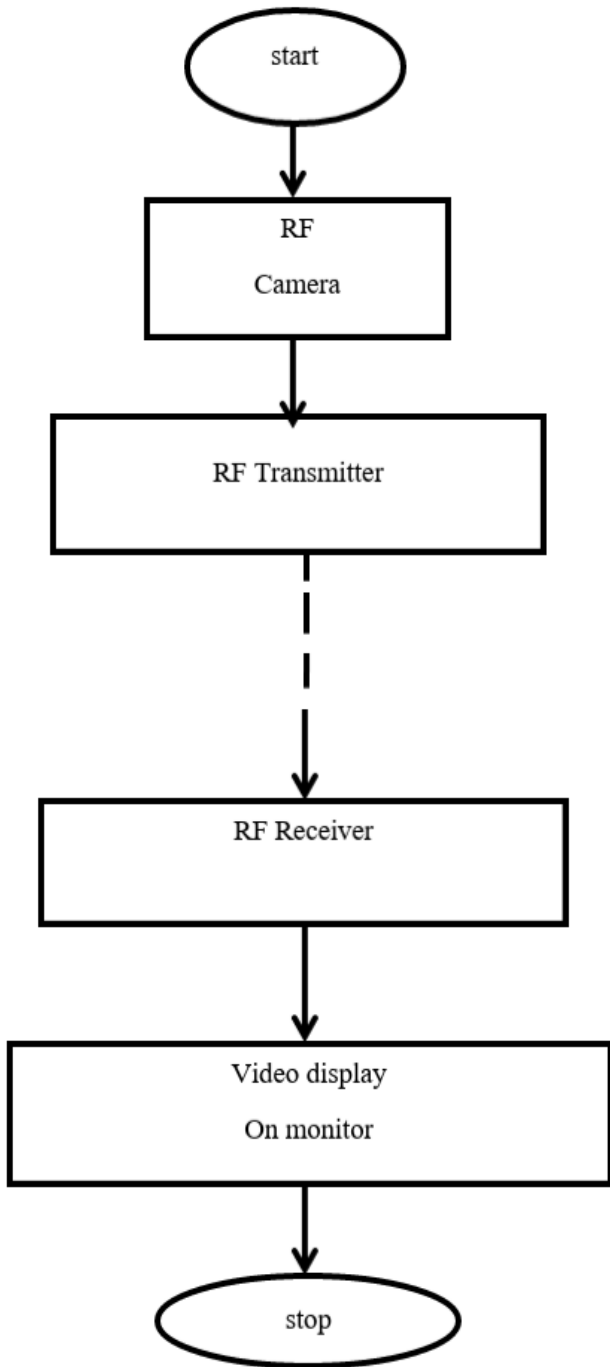 start
RF
Camera
RF Transmitter
RF Receiver
Video display
On monitor
stop